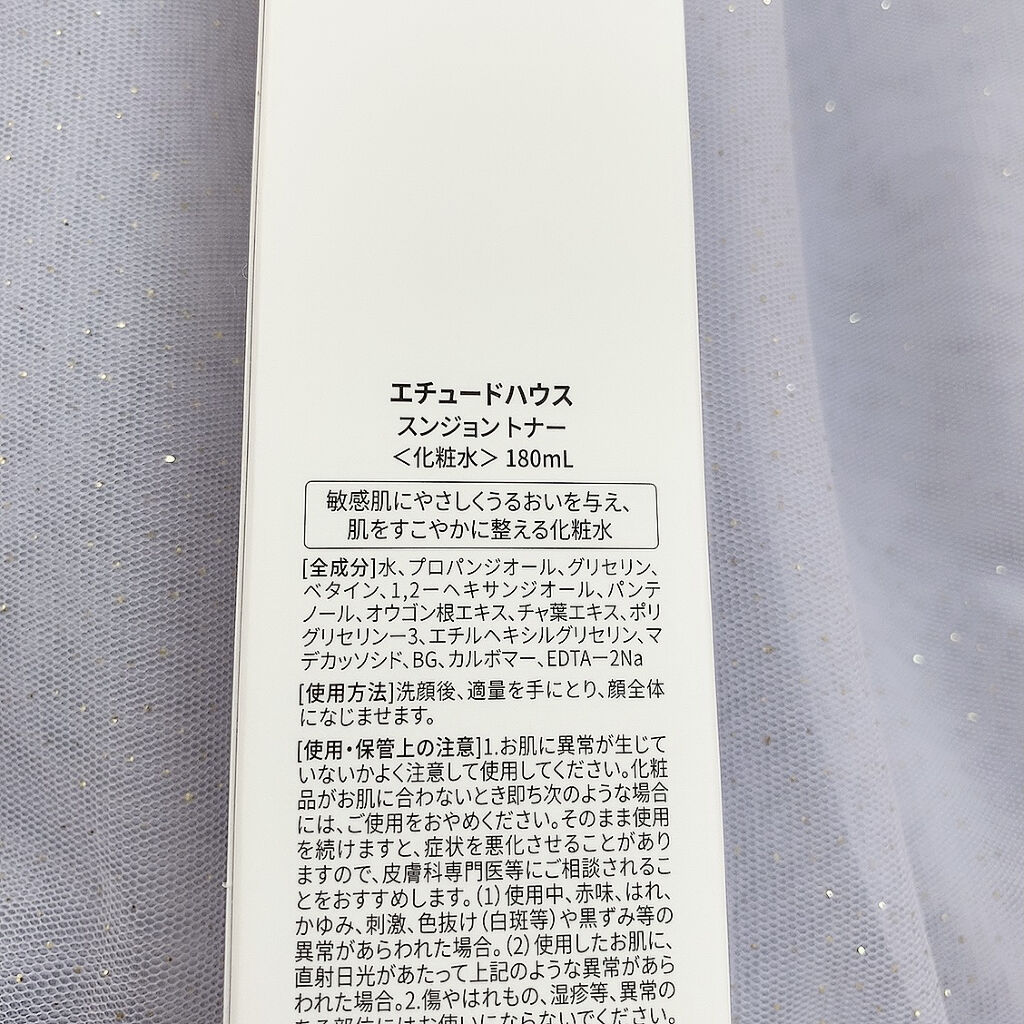 エチュードハウス
スンジョントナー
＜化粧水＞ 180mL
敏感肌にやさしくうるおいを与え、
肌をすこやかに整える化粧水
[全成分]水、プロパンジオール、グリセリン、
ベタイン、1,2ーヘキサンジオール、パンテ
ノール、オウゴン根エキス、チャ葉エキス、ポリ
グリセリンー3、エチルヘキシルグリセリン、マ
デカッソシド、BG、カルボマー、EDTAー2Na
[使用方法]洗顔後、適量を手にとり、顔全体
になじませます。
[使用・保管上の注意]1.お肌に異常が生じて
いないかよく注意して使用してください。化粧
品がお肌に合わないとき即ち次のような場合
には、ご使用をおやめください。そのまま使用
を続けますと、症状を悪化させることがあり
ますので、皮膚科専門医等にご相談されるこ
とをおすすめします。(1)使用中、赤味、はれ、
かゆみ、刺激、色抜け(白斑等)や黒ずみ等の
異常があらわれた場合。(2)使用したお肌に、
直射日光があたって上記のような異常があら
われた場合。2.傷やはれもの、湿疹等、異常の
ある部位にはお使いにならないでください。